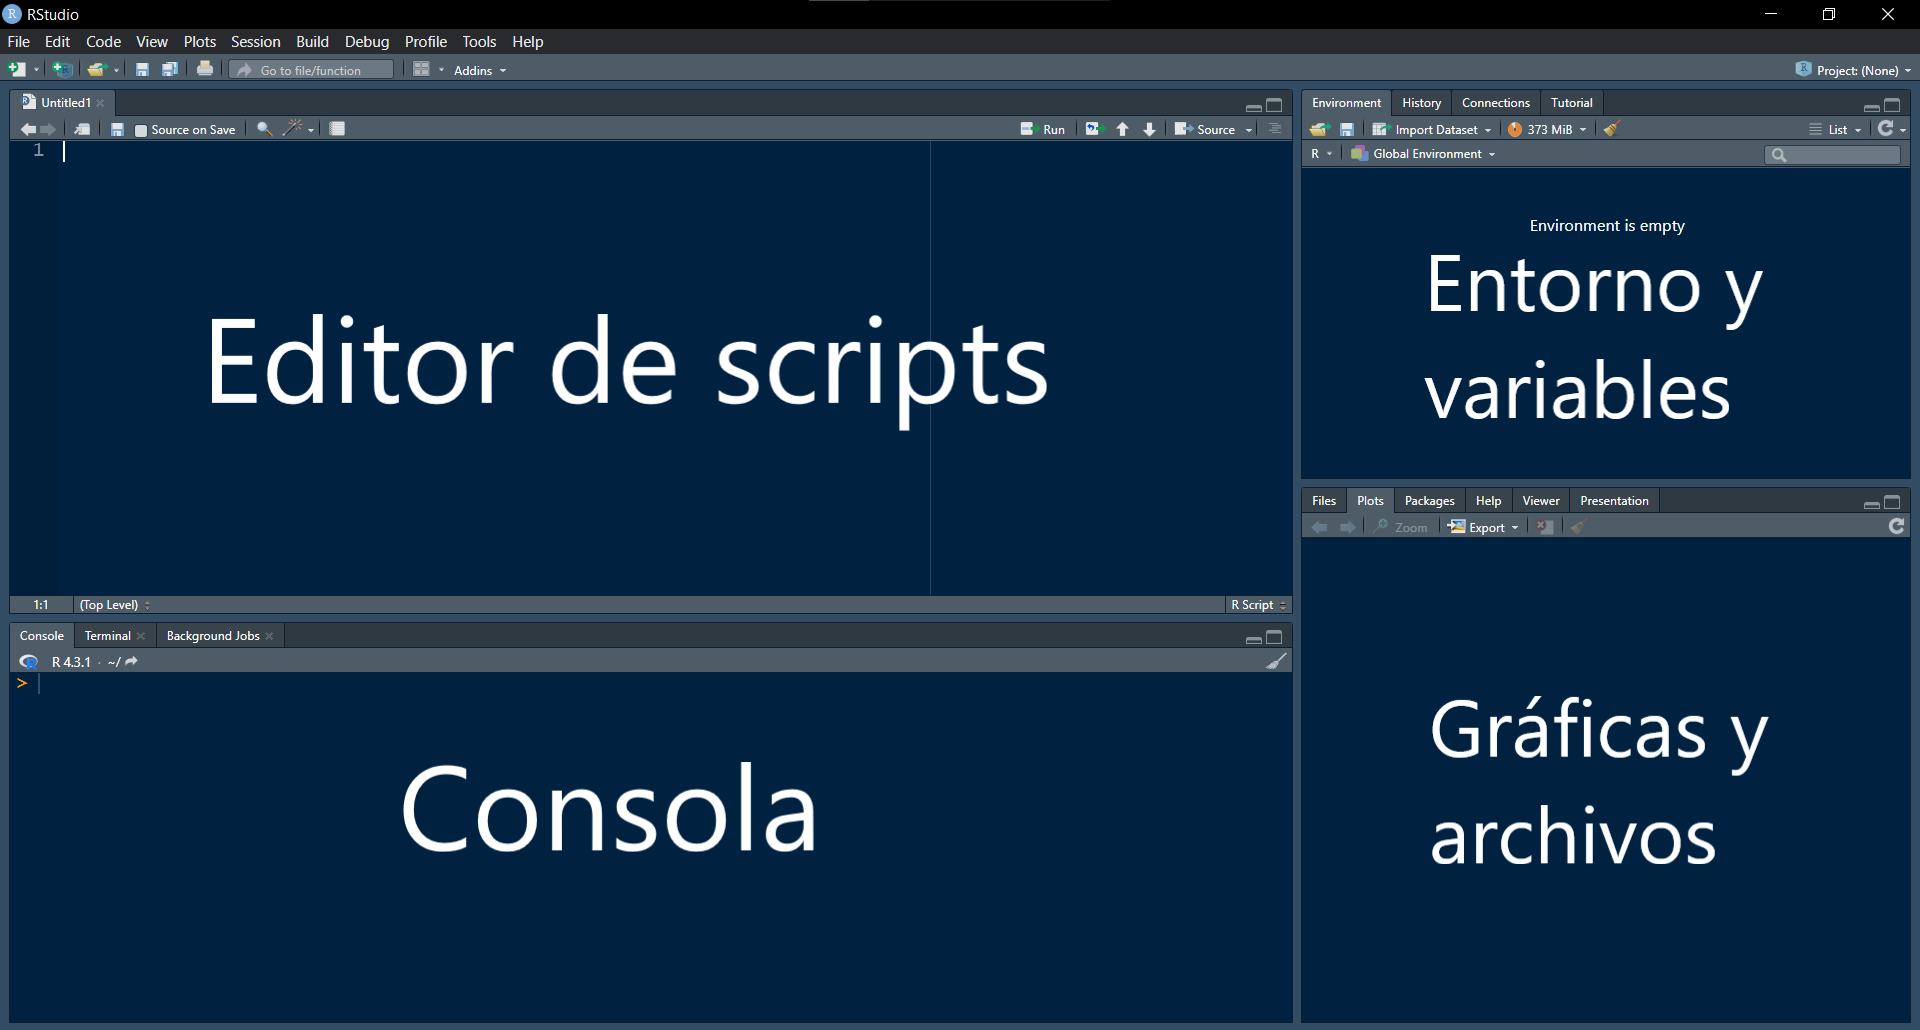 RStudio
File Edit Code View Plots Session Build Debug Profile Tools Help
Go to file/function Addins Project: (None)
Untitled1
Source on Save Run Source
1
Editor de scripts
1:1 (Top Level) R Script
Console Terminal Background Jobs
R 4.3.1 · ~/
>
Consola
Environment History Connections Tutorial
Import Dataset 373 MiB List
R Global Environment
Environment is empty
Entorno y
variables
Files Plots Packages Help Viewer Presentation
Zoom Export
Gráficas y
archivos